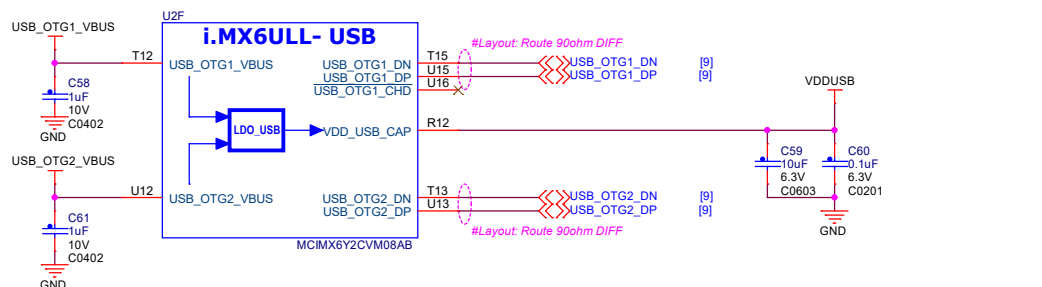 U2F
USB_OTG1_VBUS
i.MX6ULL- USB
#Layout: Route 90ohm DIFF
T12
USB_OTG1_VBUS
USB_OTG1_DN
T15
USB_OTG1_DN
[9]
USB_OTG1_DP
U15
USB_OTG1_DP
[9]
USB_OTG1_CHD
U16
C58
1uF
10V
C0402
GND
VDDUSB
LDO_USB
VDD_USB_CAP
R12
C59
10uF
6.3V
C0603
C60
0.1uF
6.3V
C0201
GND
USB_OTG2_VBUS
U12
USB_OTG2_VBUS
USB_OTG2_DN
T13
USB_OTG2_DN
[9]
USB_OTG2_DP
U13
USB_OTG2_DP
[9]
#Layout: Route 90ohm DIFF
C61
1uF
10V
C0402
GND
MCIMX6Y2CVM08AB